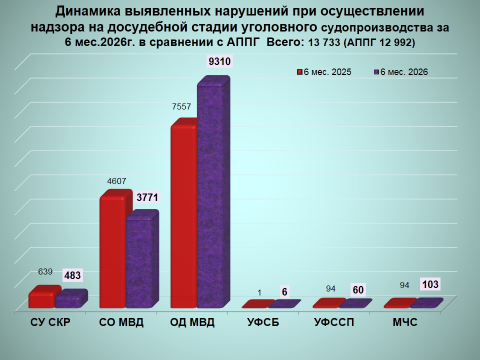 Динамика выявленных нарушений при осуществлении
надзора на досудебной стадии уголовного судопроизводства за
6 мес.2026г. в сравнении с АППГ Всего: 13 733 (АППГ 12 992)
6 мес. 2025 6 мес. 2026
9310
7557
4607
3771
639 483
1 6
94 60
94 103
СУ СКР СО МВД ОД МВД УФСБ УФССП МЧС